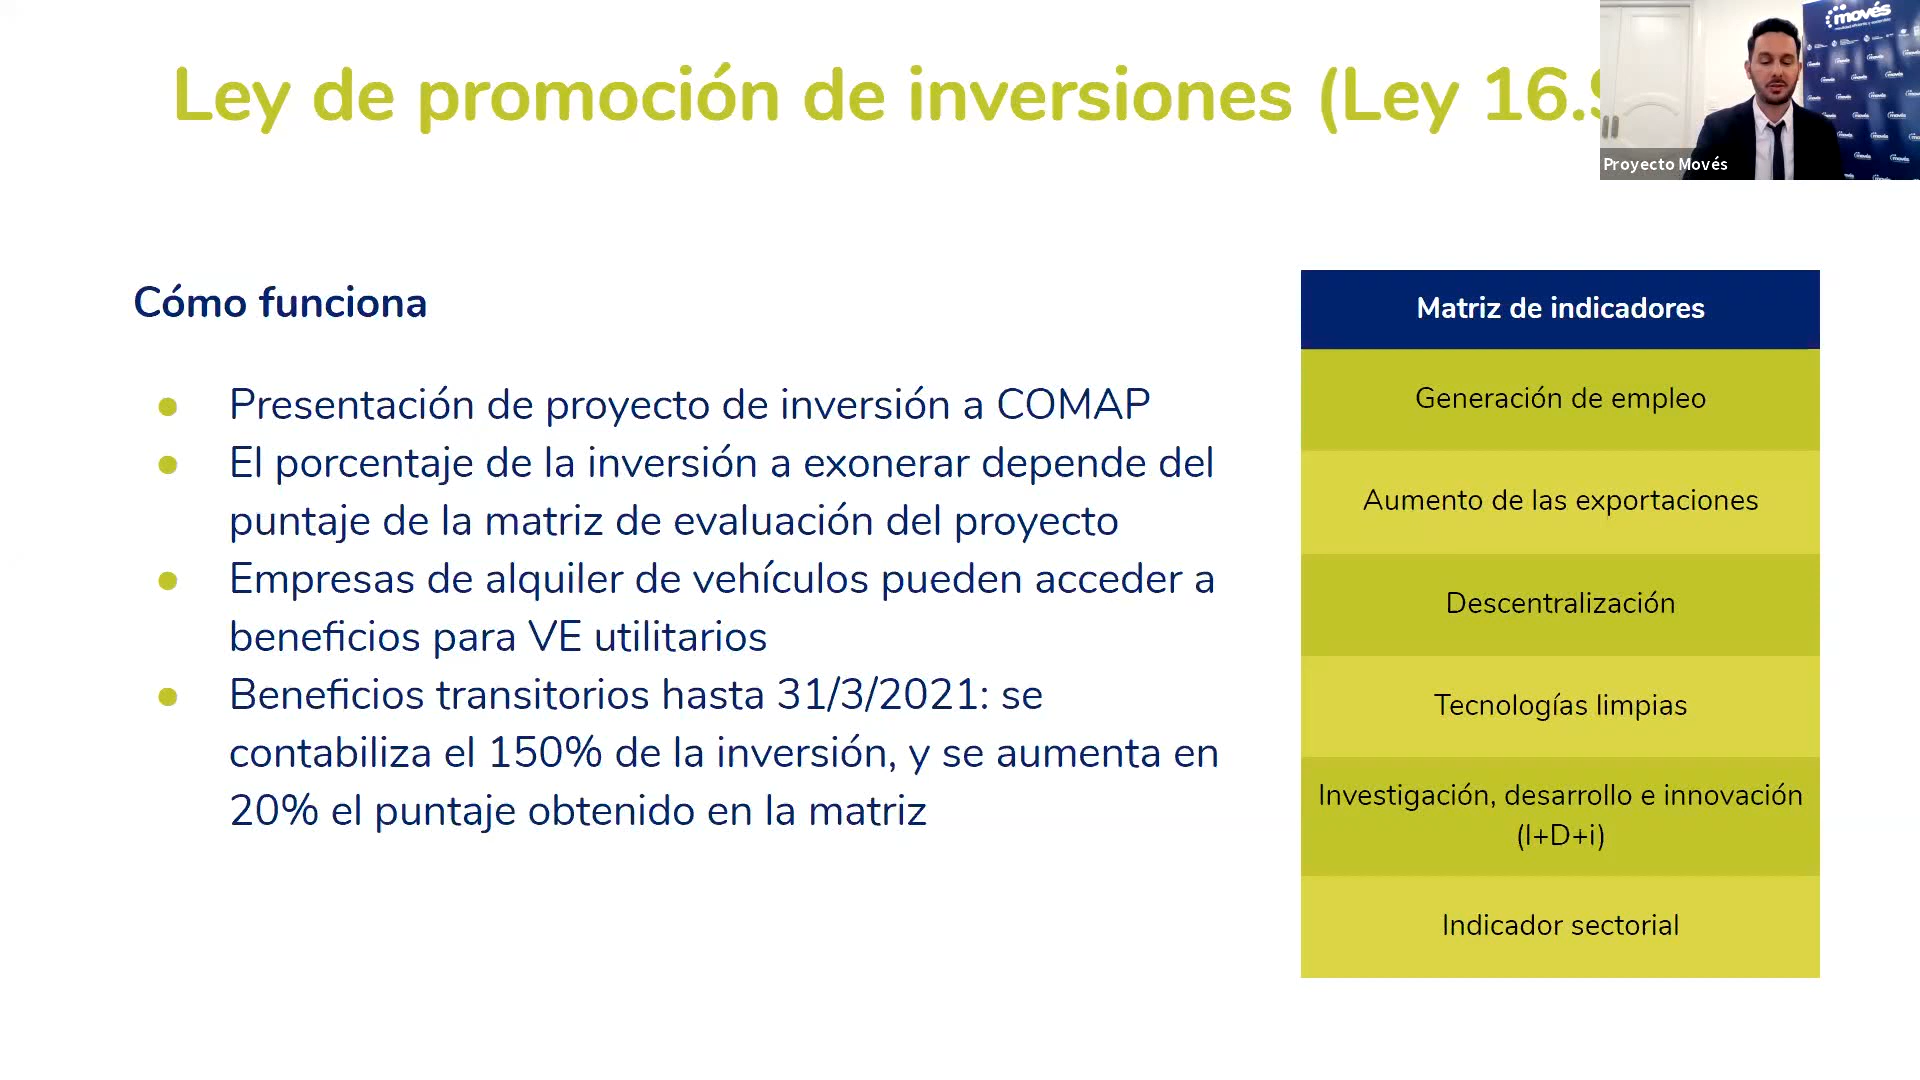 Ley de promoción de inversiones (Ley 16.9
movés
Proyecto Movés
Cómo funciona
● Presentación de proyecto de inversión a COMAP
● El porcentaje de la inversión a exonerar depende del
puntaje de la matriz de evaluación del proyecto
● Empresas de alquiler de vehículos pueden acceder a
beneficios para VE utilitarios
● Beneficios transitorios hasta 31/3/2021: se
contabiliza el 150% de la inversión, y se aumenta en
20% el puntaje obtenido en la matriz
Matriz de indicadores
Generación de empleo
Aumento de las exportaciones
Descentralización
Tecnologías limpias
Investigación, desarrollo e innovación
(I+D+i)
Indicador sectorial